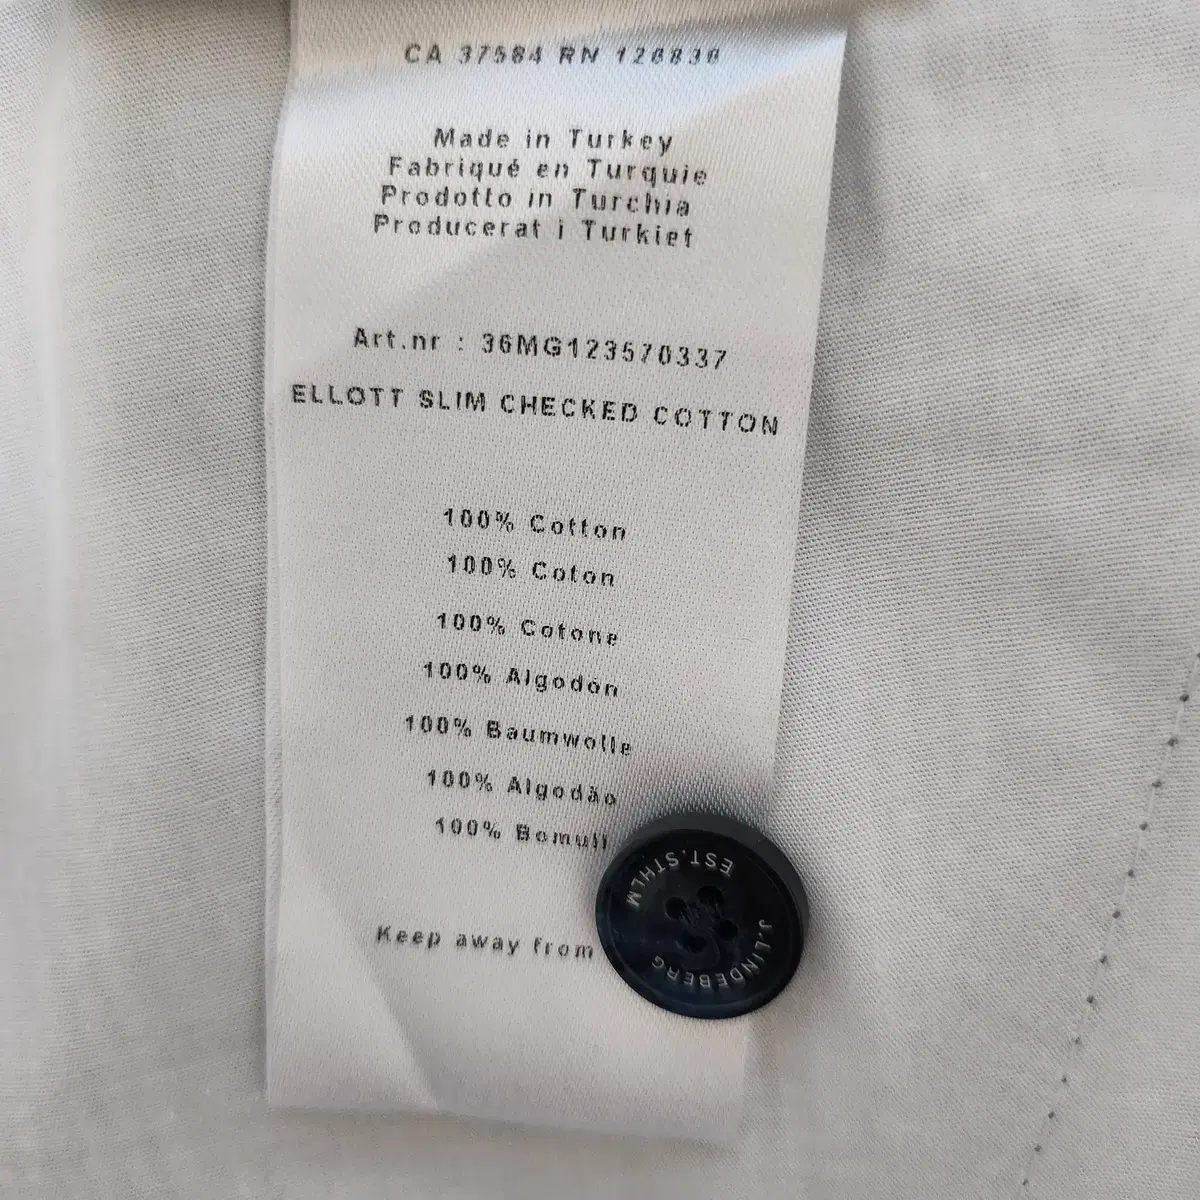 CA 37584 RN 126830
Made in Turkey
Fabriqué en Turquie
Prodotto in Turchia
Producerat i Turkiet
Art.nr : 36MG123570337
ELLOTT SLIM CHECKED COTTON
100% Cotton
100% Coton
100% Cotone
100% Algodón
100% Baumwolle
100% Algodão
100% Bomull
Keep away from
J.LINDEBERG
EST.STHLM